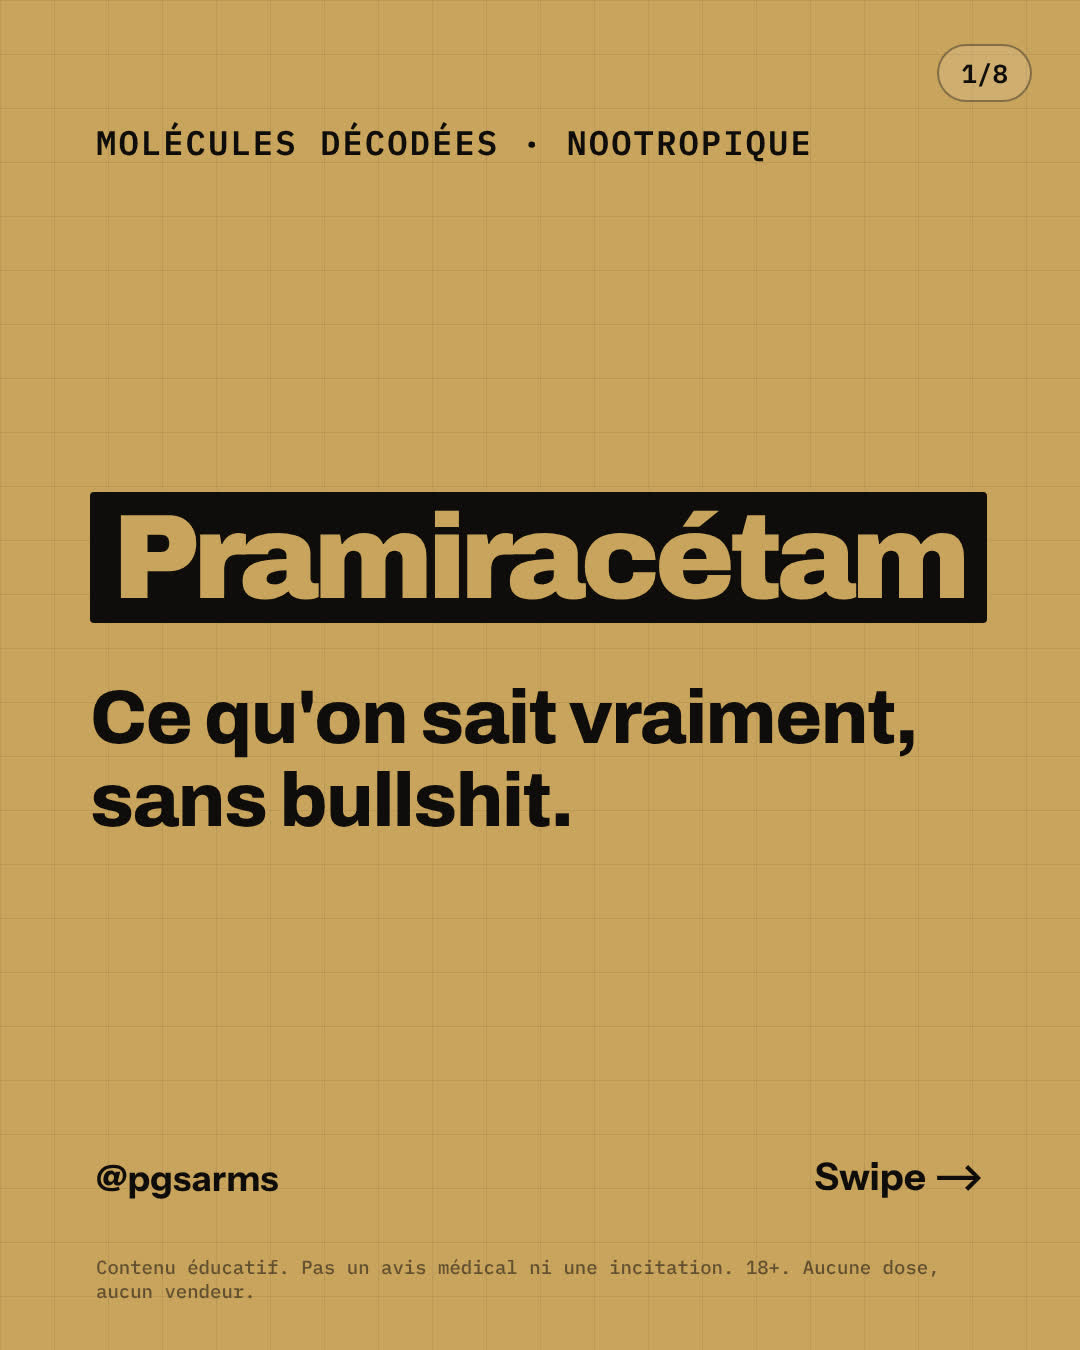 1/8
MOLÉCULES DÉCODÉES · NOOTROPIQUE
Pramiracétam
Ce qu'on sait vraiment,
sans bullshit.
@pgsarms
Swipe →
Contenu éducatif. Pas un avis médical ni une incitation. 18+. Aucune dose,
aucun vendeur.